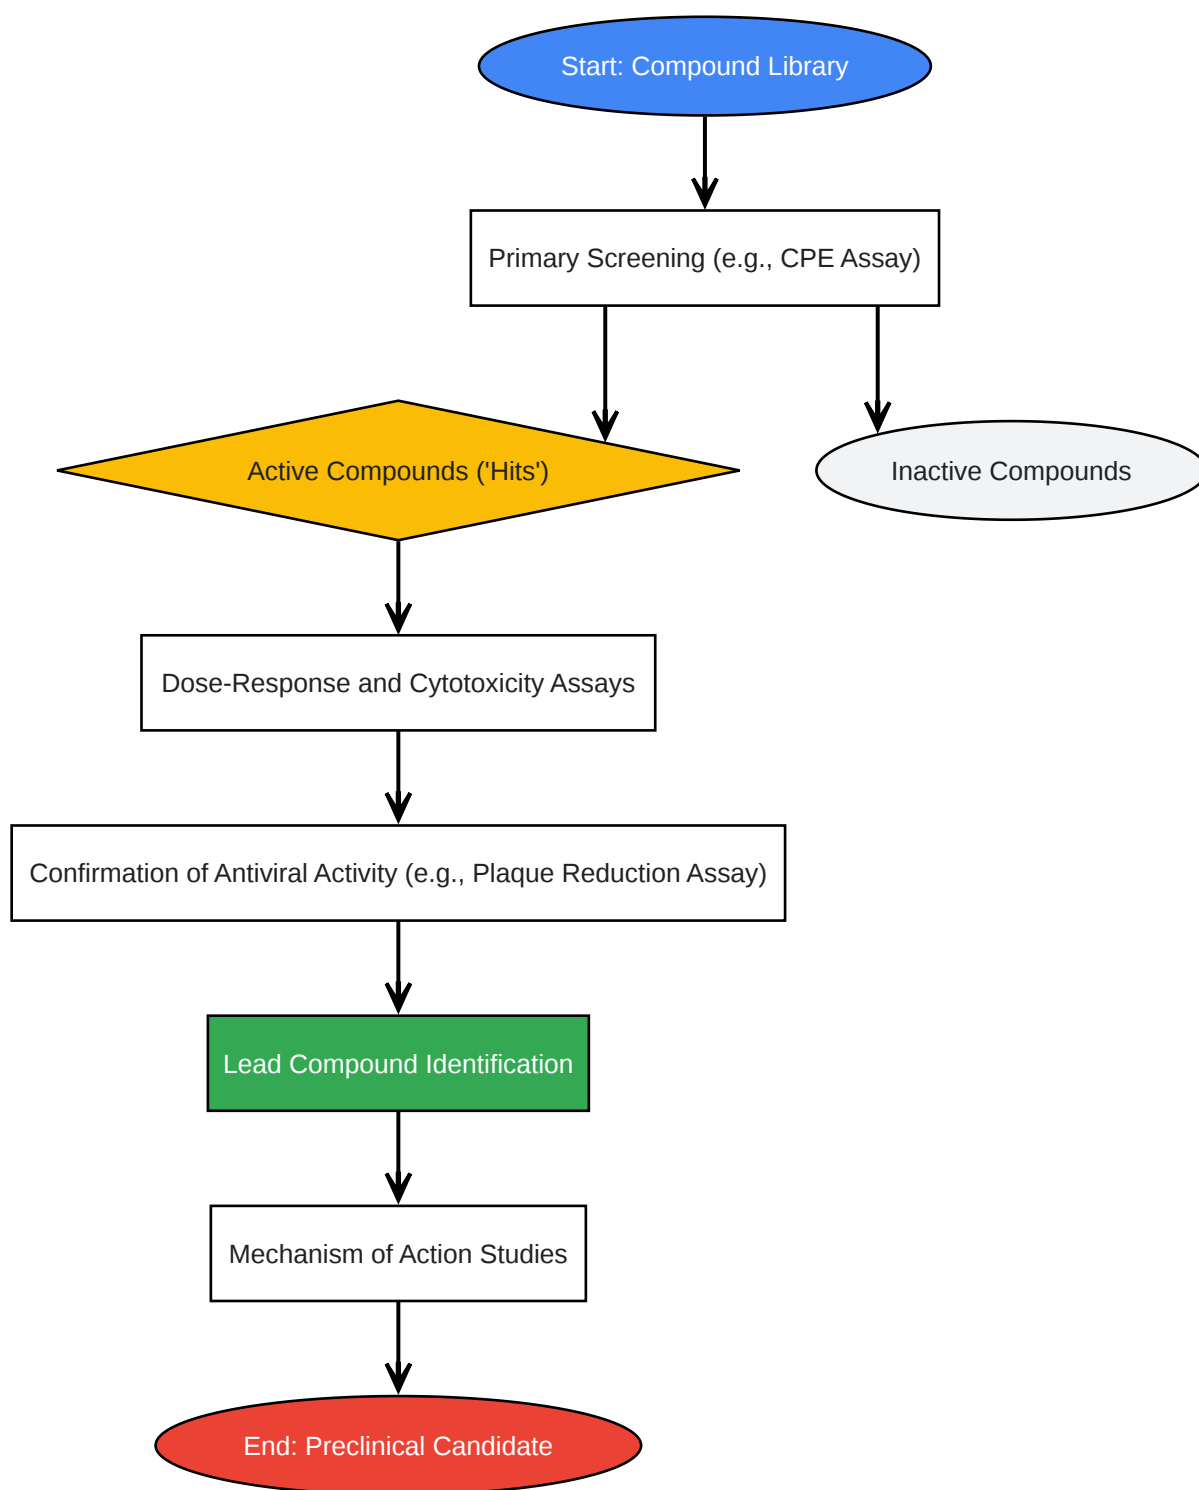 Start: Compound Library
Primary Screening (e.g., CPE Assay)
Active Compounds ('Hits')
Inactive Compounds
Dose-Response and Cytotoxicity Assays
Confirmation of Antiviral Activity (e.g., Plaque Reduction Assay)
Lead Compound Identification
Mechanism of Action Studies
End: Preclinical Candidate